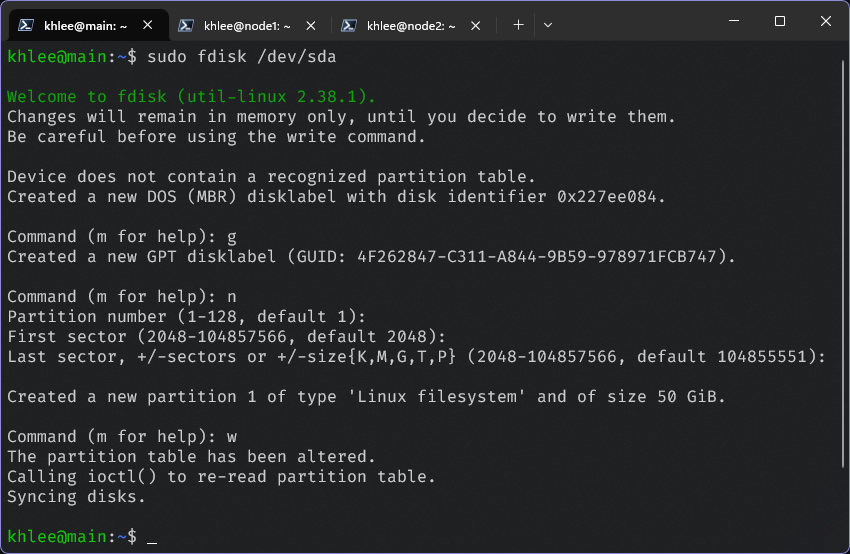 khlee@main: ~
khlee@node1: ~
khlee@node2: ~
khlee@main:~$ sudo fdisk /dev/sda
Welcome to fdisk (util-linux 2.38.1).
Changes will remain in memory only, until you decide to write them.
Be careful before using the write command.
Device does not contain a recognized partition table.
Created a new DOS (MBR) disklabel with disk identifier 0x227ee084.
Command (m for help): g
Created a new GPT disklabel (GUID: 4F262847-C311-A844-9B59-978971FCB747).
Command (m for help): n
Partition number (1-128, default 1):
First sector (2048-104857566, default 2048):
Last sector, +/-sectors or +/-size{K,M,G,T,P} (2048-104857566, default 104855551):
Created a new partition 1 of type 'Linux filesystem' and of size 50 GiB.
Command (m for help): w
The partition table has been altered.
Calling ioctl() to re-read partition table.
Syncing disks.
khlee@main:~$ _